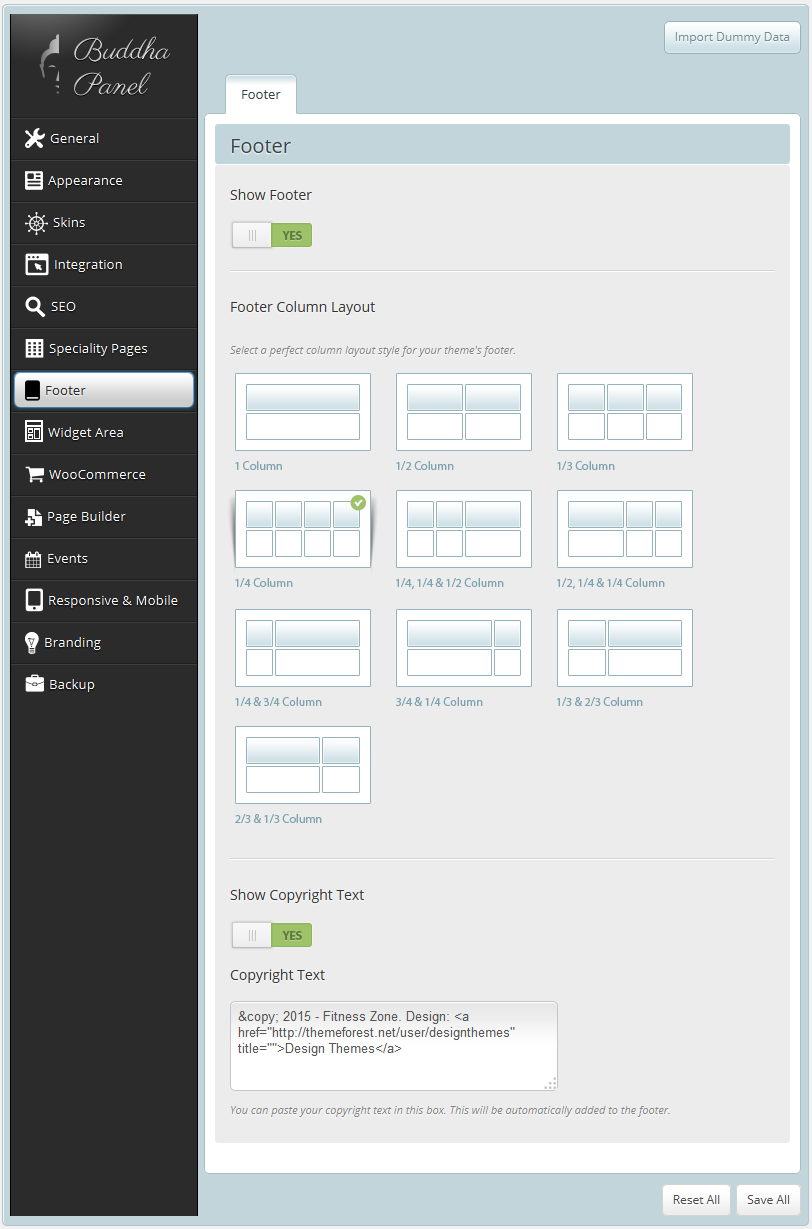 Buddha
Panel
Import Dummy Data
General
Appearance
Skins
Integration
SEO
Speciality Pages
Footer
Widget Area
WooCommerce
Page Builder
Events
Responsive & Mobile
Branding
Backup
Footer
Footer
Show Footer
YES
Footer Column Layout
Select a perfect column layout style for your theme's footer.
1 Column
1/2 Column
1/3 Column
1/4 Column
1/4, 1/4 & 1/2 Column
1/2, 1/4 & 1/4 Column
1/4 & 3/4 Column
3/4 & 1/4 Column
1/3 & 2/3 Column
2/3 & 1/3 Column
Show Copyright Text
YES
Copyright Text
&copy; 2015 - Fitness Zone. Design: <a
href="http://themeforest.net/user/designthemes"
title="">Design Themes</a>
You can paste your copyright text in this box. This will be automatically added to the footer.
Reset All
Save All